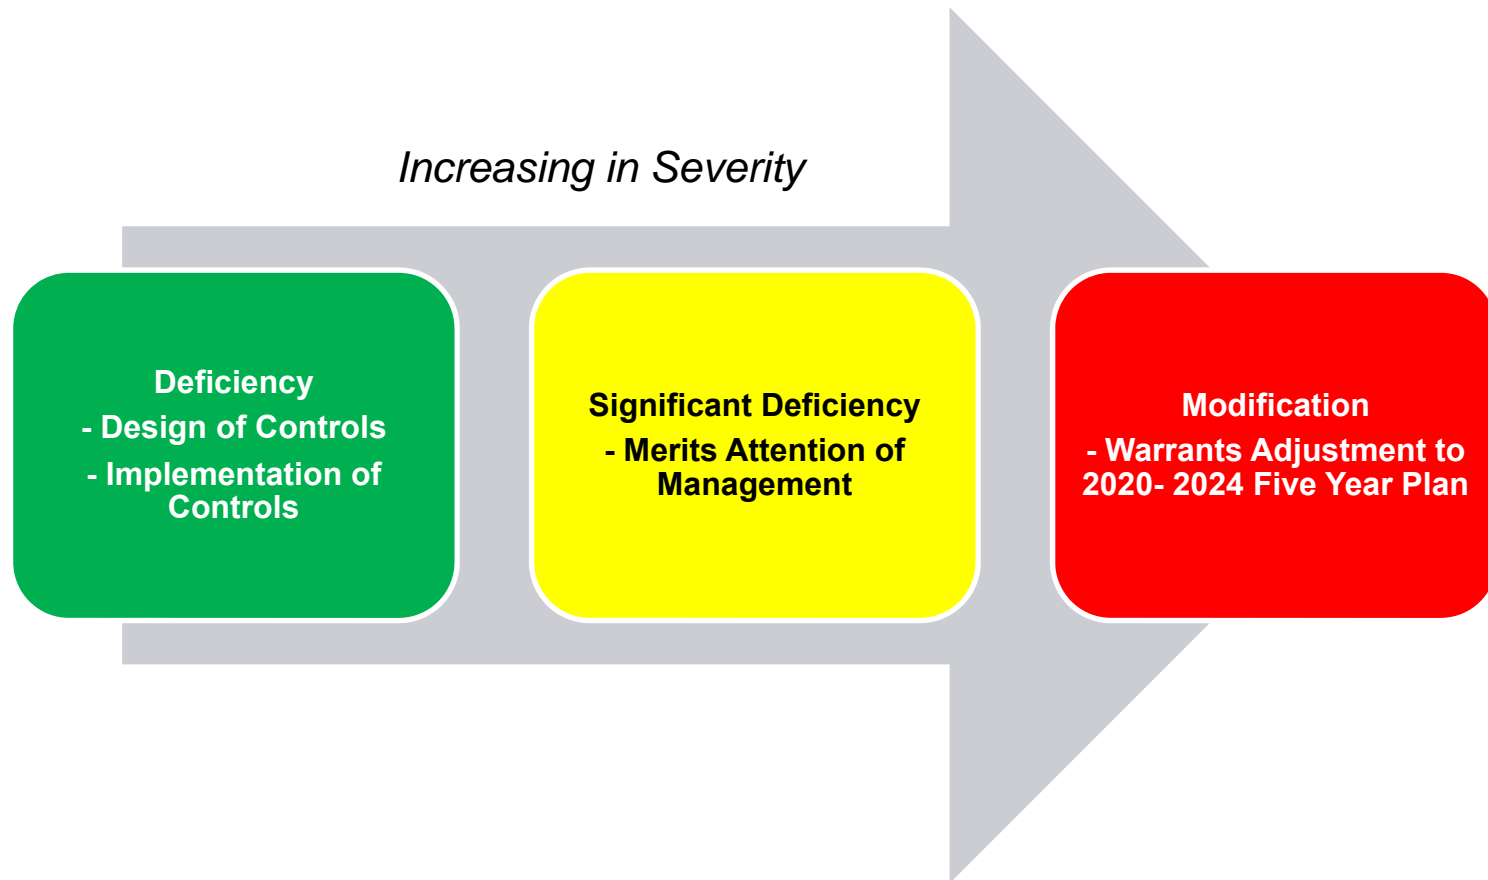 Increasing in Severity
Deficiency
- Design of Controls
- Implementation of
Controls
Significant Deficiency
- Merits Attention of
Management
Modification
- Warrants Adjustment to
2020- 2024 Five Year Plan